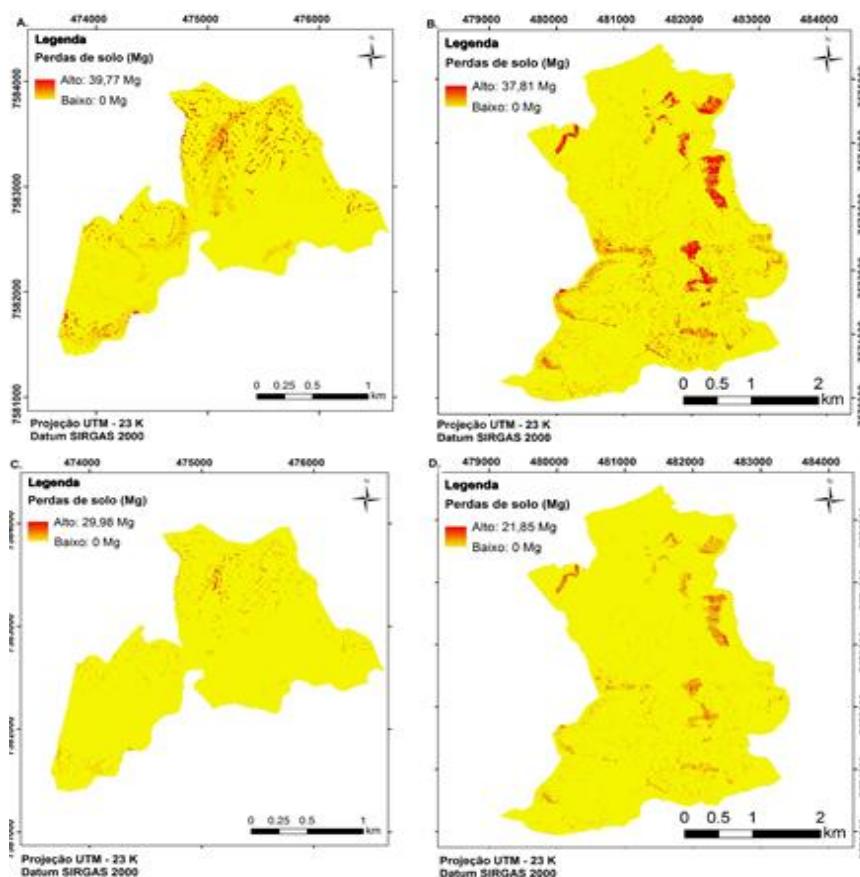 A.
474000 475000 476000
Legenda
Perdas de solo (Mg)
Alto: 39,77 Mg
Baixo: 0 Mg
7584000
7583000
7582000
7581000
0 0.25 0.5 1
km
Projeção UTM - 23 K
Datum SIRGAS 2000
B.
479000 480000 481000 482000 483000 484000
Legenda
Perdas de solo (Mg)
Alto: 37,81 Mg
Baixo: 0 Mg
0 0.5 1 2
km
Projeção UTM - 23 K
Datum SIRGAS 2000
C.
474000 475000 476000
Legenda
Perdas de solo (Mg)
Alto: 29,98 Mg
Baixo: 0 Mg
0 0.25 0.5 1
km
Projeção UTM - 23 K
Datum SIRGAS 2000
D.
479000 480000 481000 482000 483000 484000
Legenda
Perdas de solo (Mg)
Alto: 21,85 Mg
Baixo: 0 Mg
0 0.5 1 2
km
Projeção UTM - 23 K
Datum SIRGAS 2000